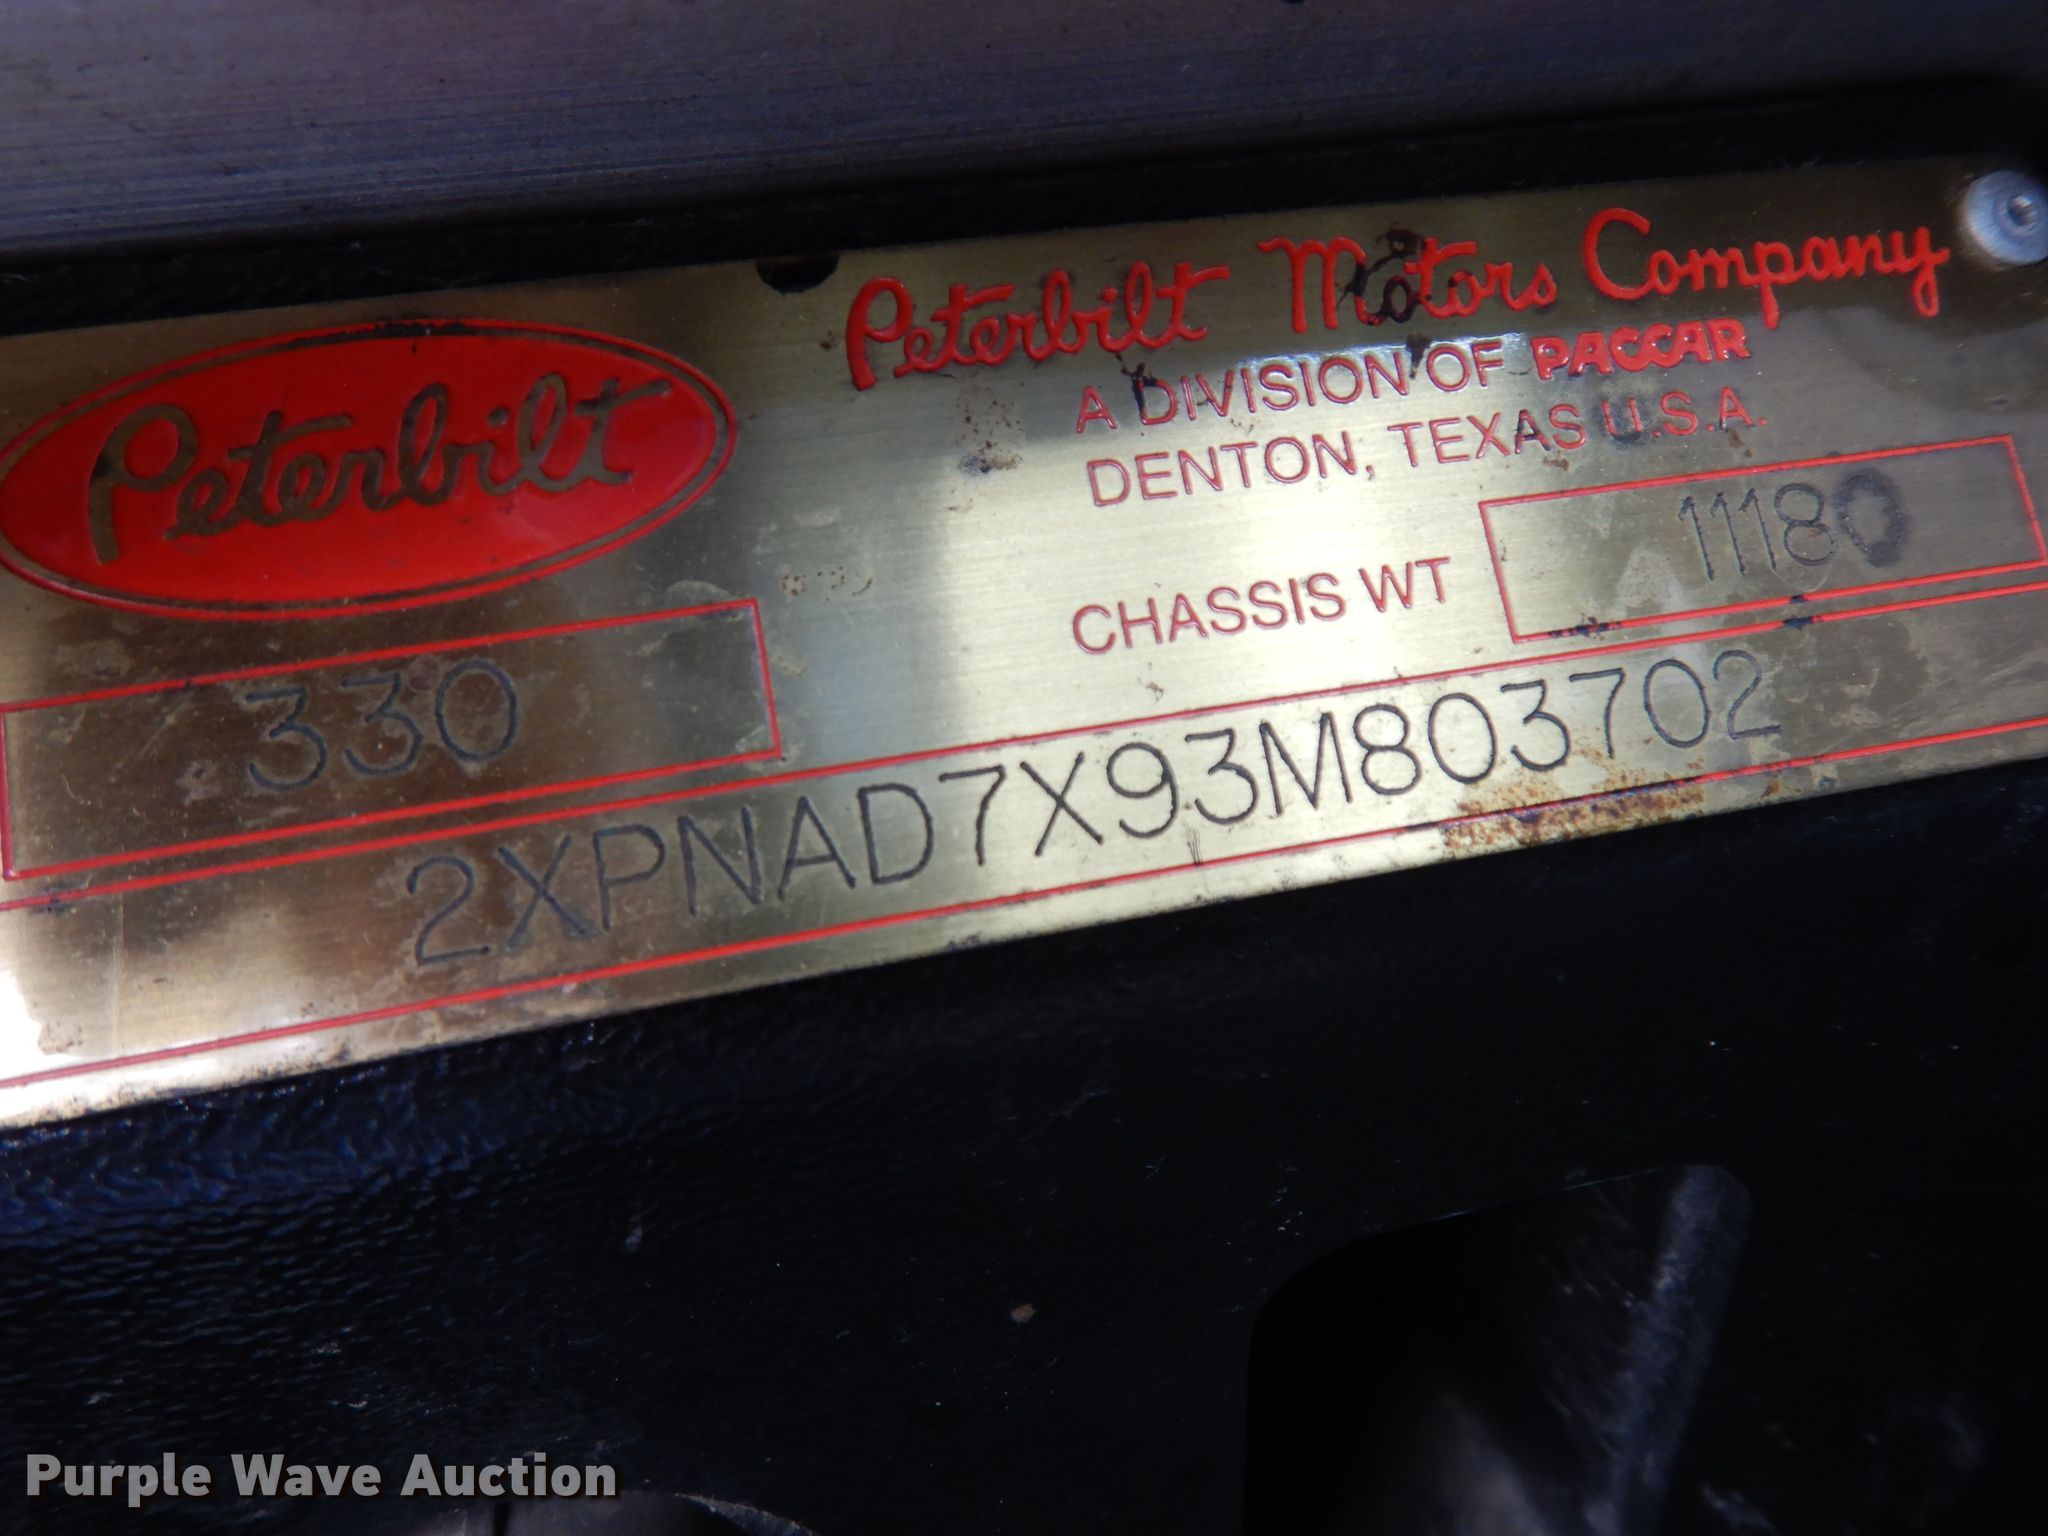 Peterbilt
Peterbilt Motors Company
A DIVISION OF PACCAR
DENTON, TEXAS U.S.A.
CHASSIS WT 11180
330
2XPNAD7X93M803702
Purple Wave Auction